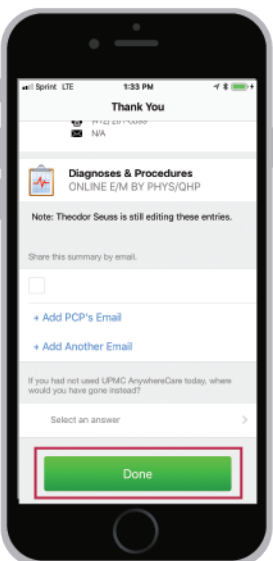 Sprint LTE 1:33 PM
Thank You
N/A
Diagnoses & Procedures
ONLINE E/M BY PHYS/QHP
Note: Theodor Seuss is still editing these entries.
Share this summary by email.
+ Add PCP's Email
+ Add Another Email
If you had not used UPMC AnywhereCare today, where
would you have gone instead?
Select an answer
Done